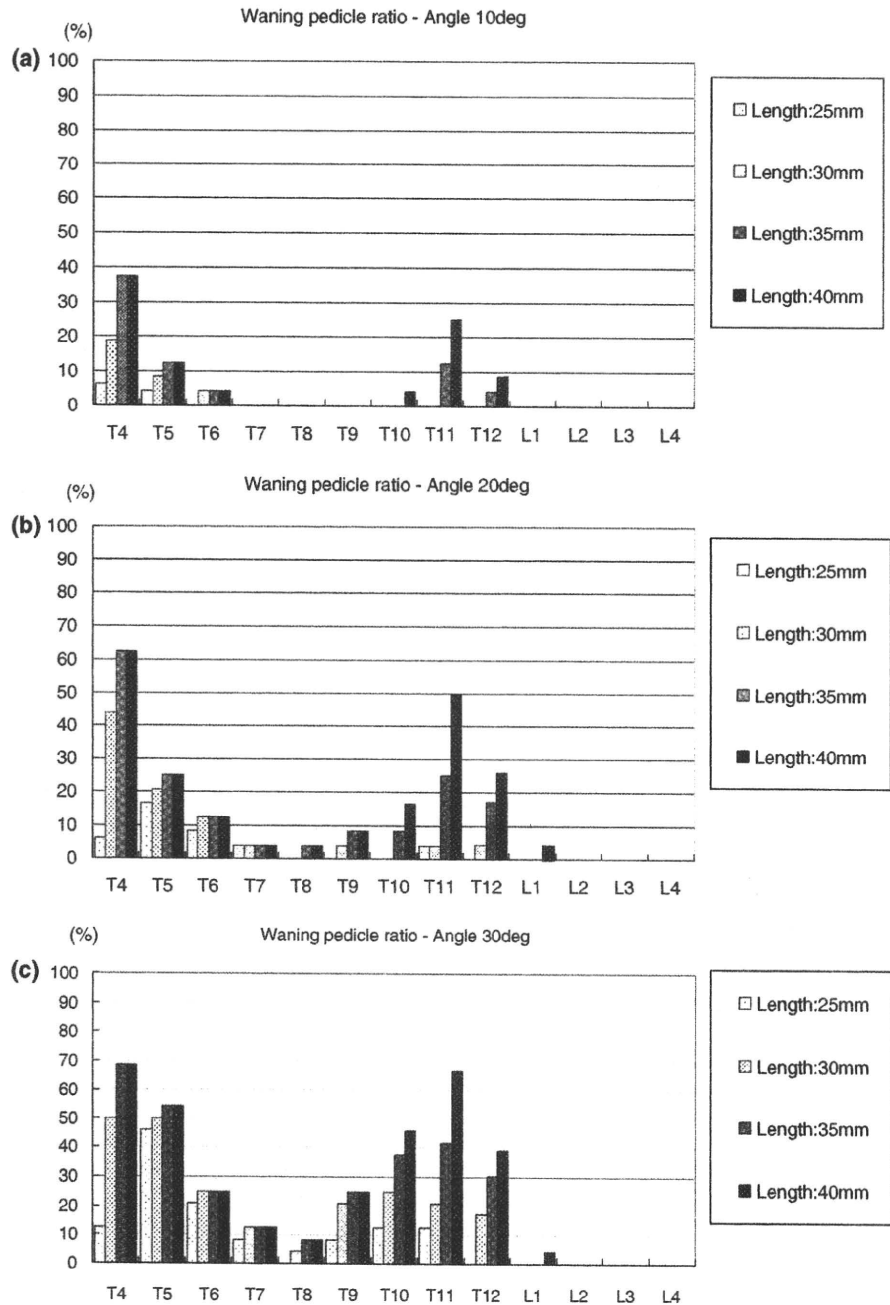 Waning pedicle ratio - Angle 10deg
(%)
(a)
100
90
80
70
60
50
40
30
20
10
0
T4 T5 T6 T7 T8 T9 T10 T11 T12 L1 L2 L3 L4
Length:25mm
Length:30mm
Length:35mm
Length:40mm
Waning pedicle ratio - Angle 20deg
(%)
(b)
100
90
80
70
60
50
40
30
20
10
0
T4 T5 T6 T7 T8 T9 T10 T11 T12 L1 L2 L3 L4
Length:25mm
Length:30mm
Length:35mm
Length:40mm
Waning pedicle ratio - Angle 30deg
(%)
(c)
100
90
80
70
60
50
40
30
20
10
0
T4 T5 T6 T7 T8 T9 T10 T11 T12 L1 L2 L3 L4
Length:25mm
Length:30mm
Length:35mm
Length:40mm